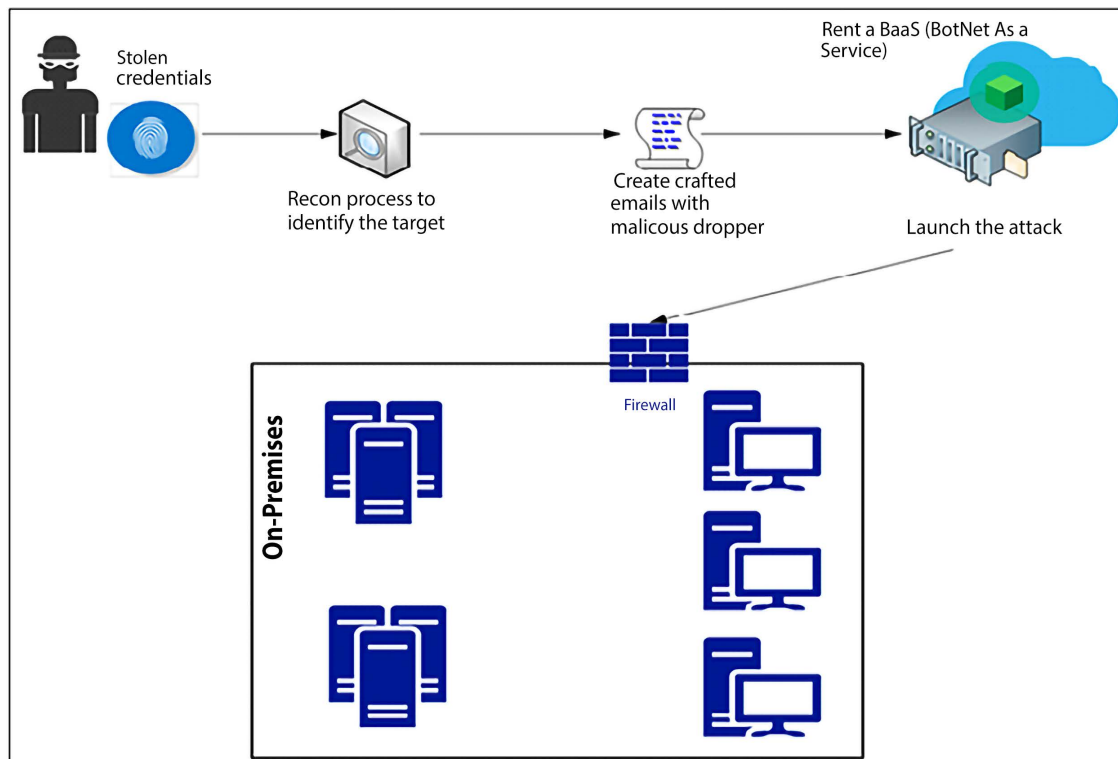 Stolen
credentials
Recon process to
identify the target
Create crafted
emails with
malicous dropper
Rent a BaaS (BotNet As a
Service)
Launch the attack
Firewall
On-Premises